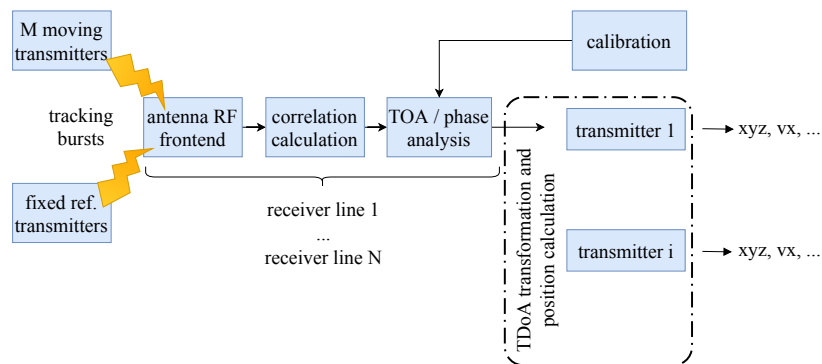 M moving
transmitters
calibration
tracking
bursts
antenna RF
frontend
correlation
calculation
TOA / phase
analysis
transmitter 1
xyz, vx, ...
fixed ref.
transmitters
receiver line 1
...
receiver line N
TDoA transformation and
position calculation
transmitter i
xyz, vx, ...